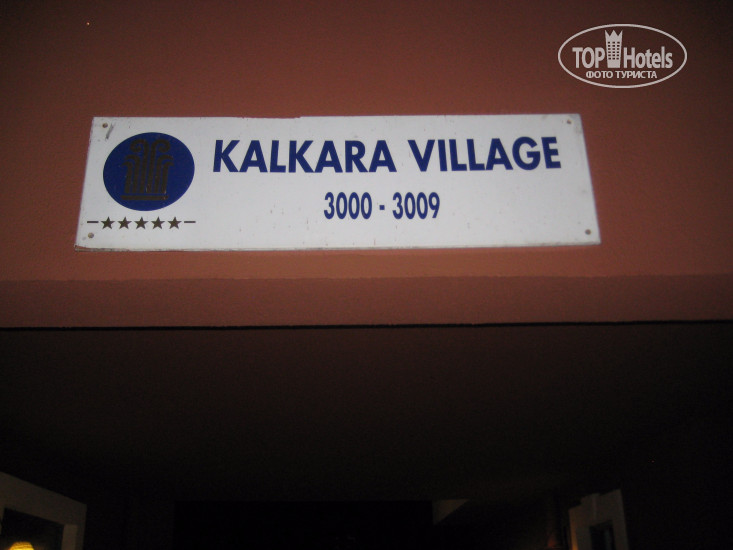 TOP Hotels
ФОТО ТУРИСТА
KALKARA VILLAGE
3000 - 3009